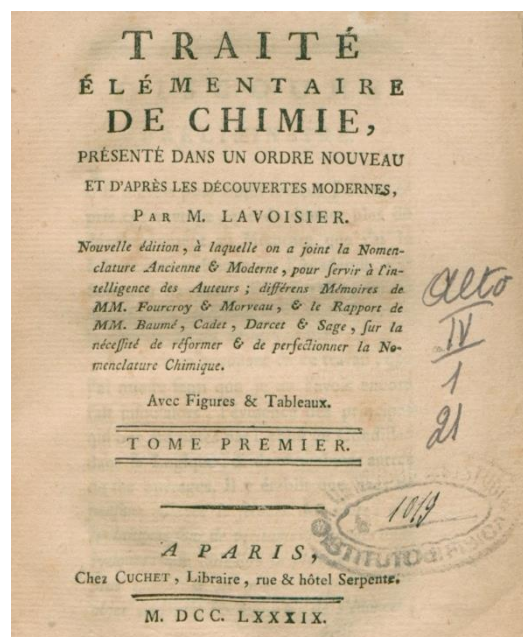 TRAITÉ
ÉLÉMENTAIRE
DE CHIMIE,
PRÉSENTÉ DANS UN ORDRE NOUVEAU
ET D'APRÈS LES DÉCOUVERTES MODERNES,
PAR M. LAVOISIER.
Nouvelle édition, à laquelle on a joint la Nomen-
clature Ancienne & Moderne, pour ſervir à l'in-
telligence des Auteurs ; différens Mémoires de
MM. Fourcroy & Morveau, & le Rapport de
MM. Baumé, Cadet, Darcet & Sage, ſur la
néceſſité de réformer & de perfectionner la No-
menclature Chimique.
Avec Figures & Tableaux.
TOME PREMIER.
A PARIS,
Chez CUCHET, Libraire, rue & hôtel Serpente.
M. DCC. LXXXIX.
alto
IV
1
21
1019
ISTITUTO DI